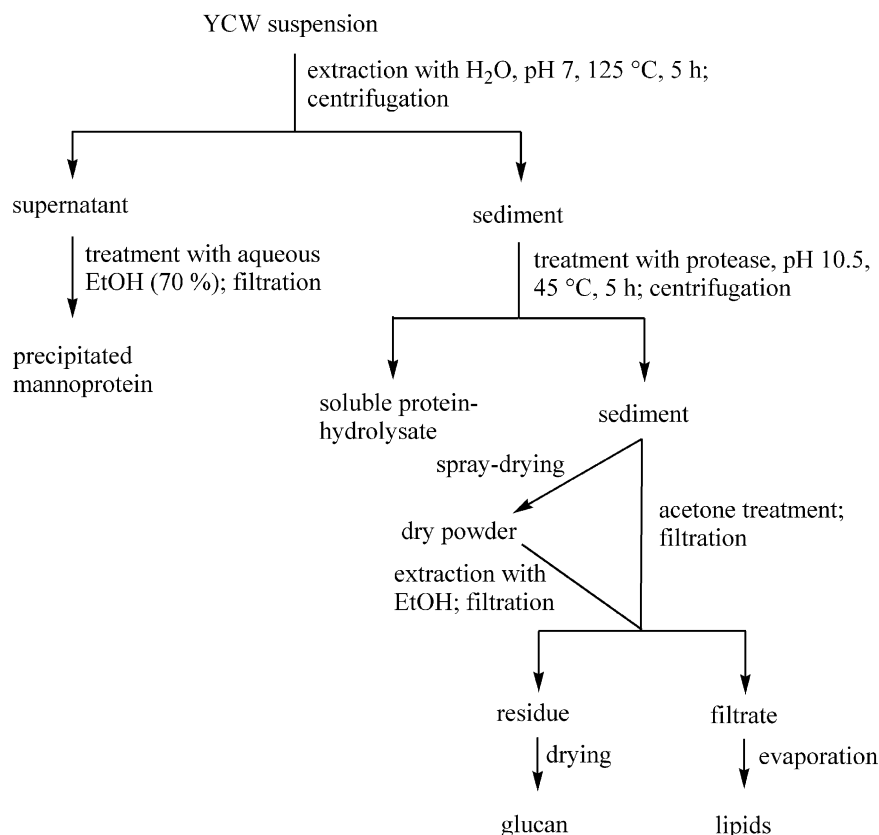 YCW suspension
extraction with H₂O, pH 7, 125 °C, 5 h;
centrifugation
supernatant
sediment
treatment with aqueous
EtOH (70 %); filtration
treatment with protease, pH 10.5,
45 °C, 5 h; centrifugation
precipitated
mannoprotein
soluble protein-
hydrolysate
sediment
spray-drying
acetone treatment;
filtration
dry powder
extraction with
EtOH; filtration
residue
filtrate
drying
evaporation
glucan
lipids